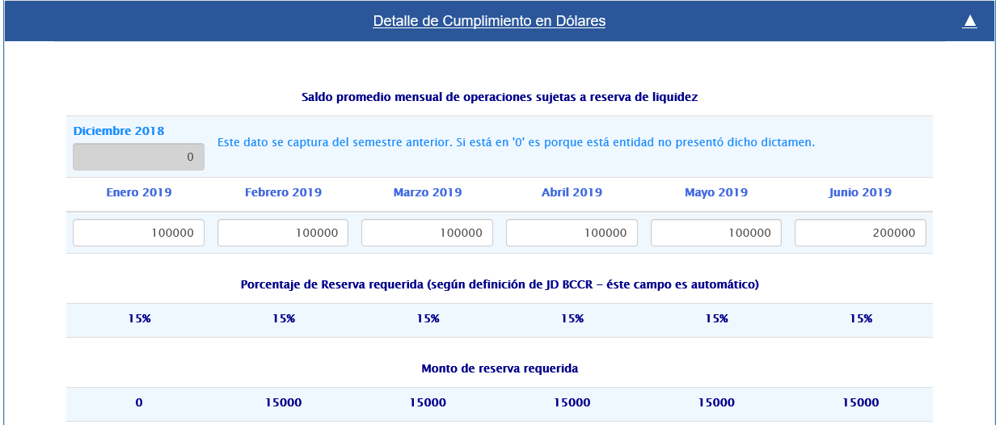 Detalle de Cumplimiento en Dólares ▲
Saldo promedio mensual de operaciones sujetas a reserva de liquidez
Diciembre 2018
0
Este dato se captura del semestre anterior. Si está en '0' es porque está entidad no presentó dicho dictamen.
Enero 2019 Febrero 2019 Marzo 2019 Abril 2019 Mayo 2019 Junio 2019
100000 100000 100000 100000 100000 200000
Porcentaje de Reserva requerida (según definición de JD BCCR - éste campo es automático)
15% 15% 15% 15% 15% 15%
Monto de reserva requerida
0 15000 15000 15000 15000 15000